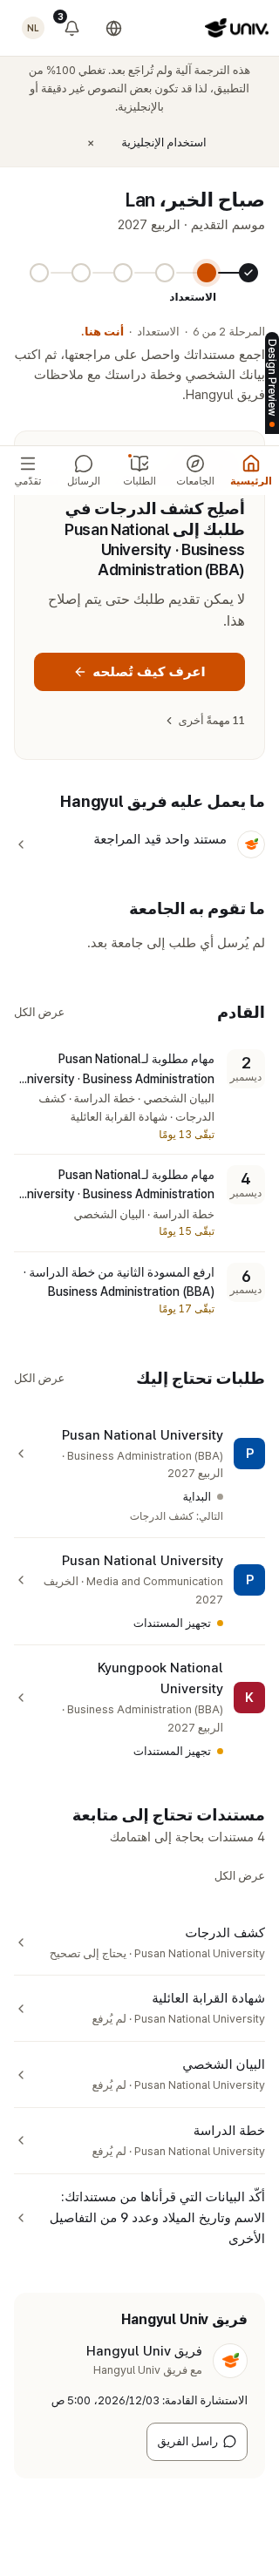 UNIV.
3
NL
هذه الترجمة آلية ولم تُراجَع بعد. تغطي 100% من
التطبيق، لذا قد تكون بعض النصوص غير دقيقة أو
بالإنجليزية.
استخدام الإنجليزية
×
صباح الخير، Lan
موسم التقديم · الربيع 2027
الاستعداد
المرحلة 2 من 6 · الاستعداد · أنت هنا.
اجمع مستنداتك واحصل على مراجعتها، ثم اكتب
بيانك الشخصي وخطة دراستك مع ملاحظات
فريق Hangyul.
Design Preview
الرئيسية
الجامعات
الطلبات
الرسائل
تقدّمي
أصلِح كشف الدرجات في
طلبك إلى Pusan National
University · Business
Administration (BBA)
لا يمكن تقديم طلبك حتى يتم إصلاح
هذا.
اعرف كيف تُصلحه ←
11 مهمةً أخرى
ما يعمل عليه فريق Hangyul
مستند واحد قيد المراجعة
ما تقوم به الجامعة
لم يُرسل أي طلب إلى جامعة بعد.
القادم
عرض الكل
2
ديسمبر
مهام مطلوبة لـPusan National
...niversity · Business Administration
البيان الشخصي · خطة الدراسة · كشف
الدرجات · شهادة القرابة العائلية
تبقّى 13 يومًا
4
ديسمبر
مهام مطلوبة لـPusan National
...niversity · Business Administration
خطة الدراسة · البيان الشخصي
تبقّى 15 يومًا
6
ديسمبر
ارفع المسودة الثانية من خطة الدراسة ·
Business Administration (BBA)
تبقّى 17 يومًا
طلبات تحتاج إليك
عرض الكل
P
Pusan National University
Business Administration (BBA) ·
الربيع 2027
البداية
التالي: كشف الدرجات
P
Pusan National University
Media and Communication · الخريف
2027
تجهيز المستندات
K
Kyungpook National
University
Business Administration (BBA) ·
الربيع 2027
تجهيز المستندات
مستندات تحتاج إلى متابعة
4 مستندات بحاجة إلى اهتمامك
عرض الكل
كشف الدرجات
Pusan National University · يحتاج إلى تصحيح
شهادة القرابة العائلية
Pusan National University · لم يُرفع
البيان الشخصي
Pusan National University · لم يُرفع
خطة الدراسة
Pusan National University · لم يُرفع
أكّد البيانات التي قرأناها من مستنداتك:
الاسم وتاريخ الميلاد وعدد 9 من التفاصيل
الأخرى
فريق Hangyul Univ
فريق Hangyul Univ
مع فريق Hangyul Univ
الاستشارة القادمة: 2026/12/03، 5:00 ص
راسل الفريق